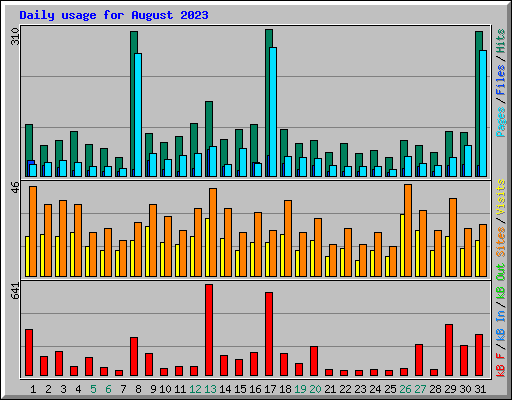 Daily usage for August 2023
310
Pages / Files / Hits
46
Sites / Visits
641
kB F / kB In / kB Out
1 2 3 4 5 6 7 8 9 10 11 12 13 14 15 16 17 18 19 20 21 22 23 24 25 26 27 28 29 30 31